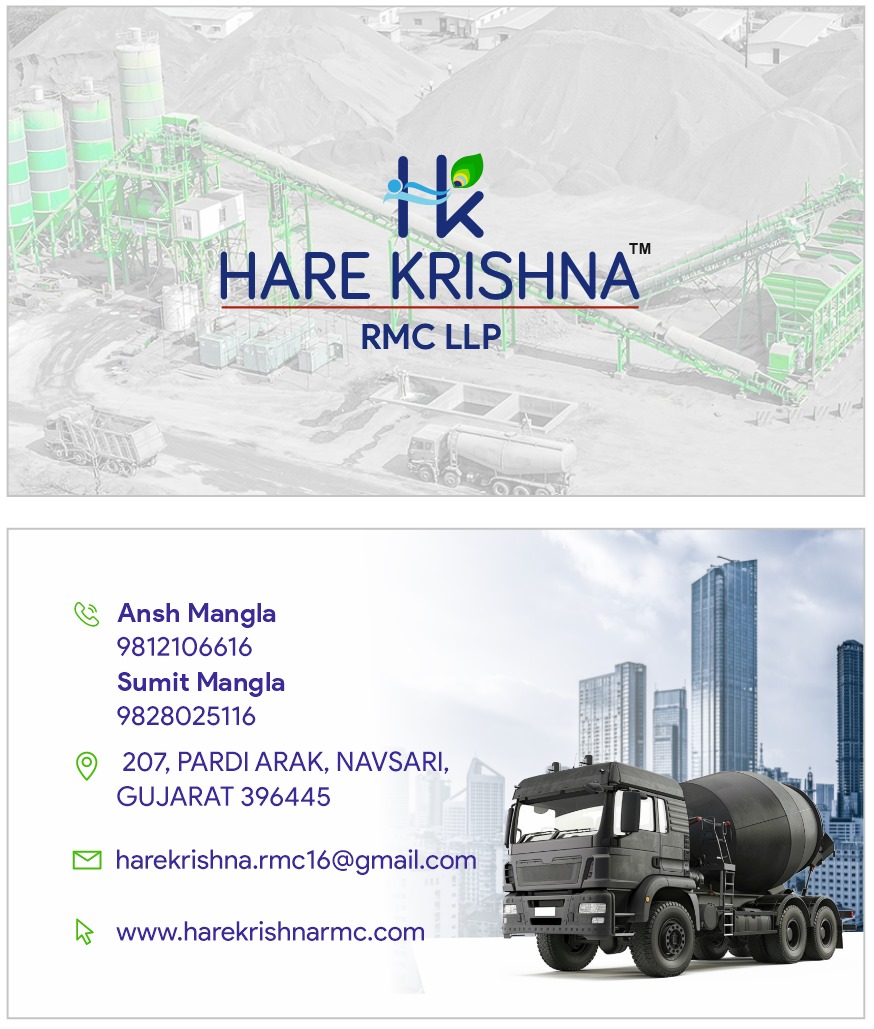 Hk
HARE KRISHNA™
RMC LLP
Ansh Mangla
9812106616
Sumit Mangla
9828025116
207, PARDI ARAK, NAVSARI,
GUJARAT 396445
harekrishna.rmc16@gmail.com
www.harekrishnarmc.com